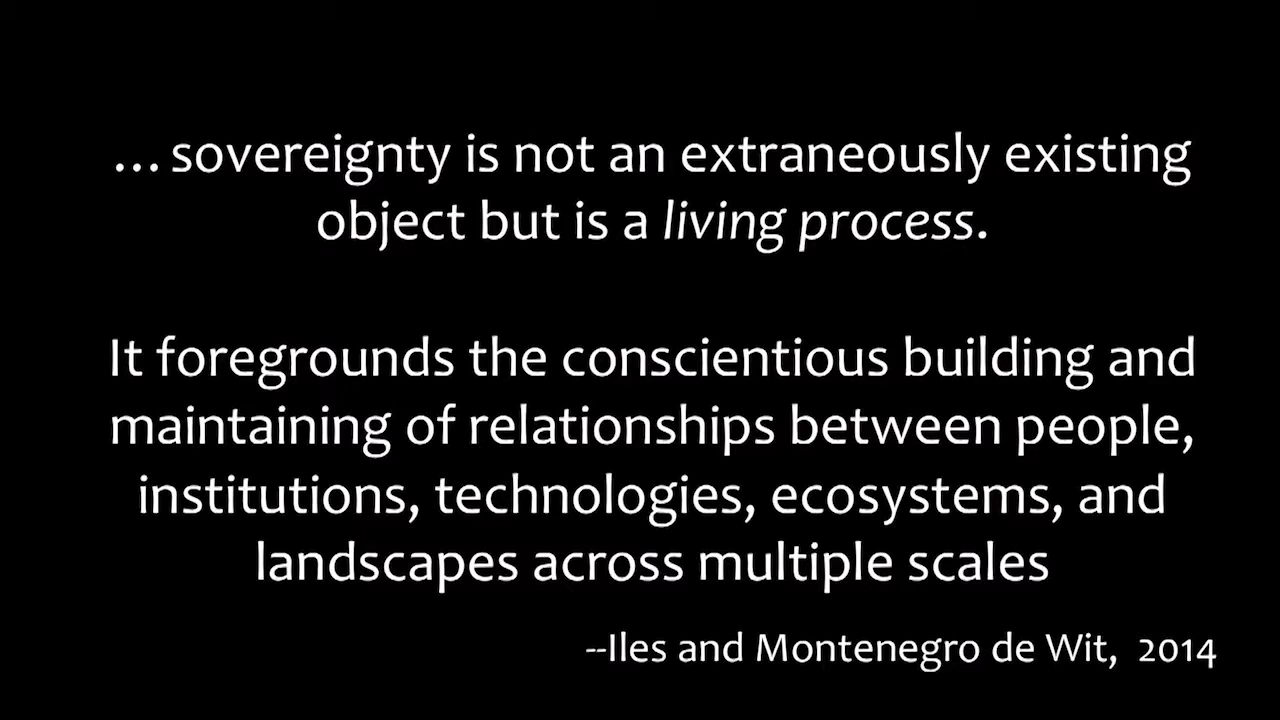 …sovereignty is not an extraneously existing
object but is a living process.
It foregrounds the conscientious building and
maintaining of relationships between people,
institutions, technologies, ecosystems, and
landscapes across multiple scales
--Iles and Montenegro de Wit, 2014